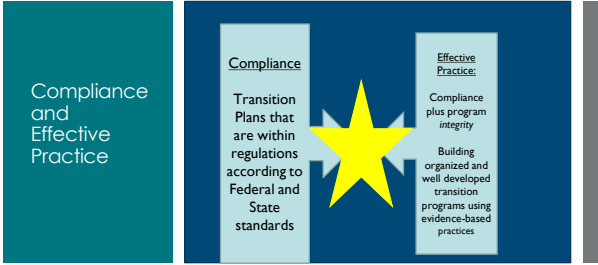 Compliance
and
Effective
Practice
Compliance
Transition
Plans that
are within
regulations
according to
Federal and
State
standards
Effective
Practice:
Compliance
plus program
integrity
Building
organized and
well developed
transition
programs using
evidence-based
practices